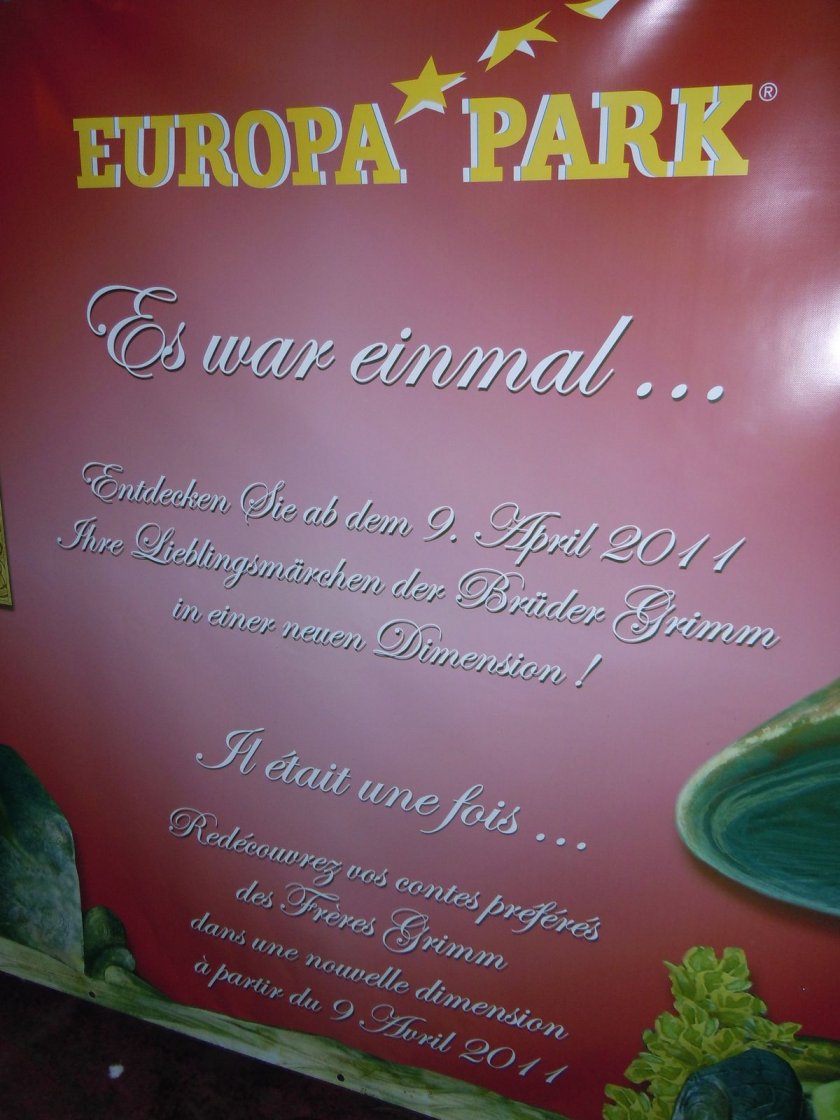 EUROPA PARK®
Es war einmal ...
Entdecken Sie ab dem 9. April 2011
Ihre Lieblingsmärchen der Brüder Grimm
in einer neuen Dimension !
Il était une fois ...
Redécouvrez vos contes préférés
des Frères Grimm
dans une nouvelle dimension
à partir du 9 Avril 2011